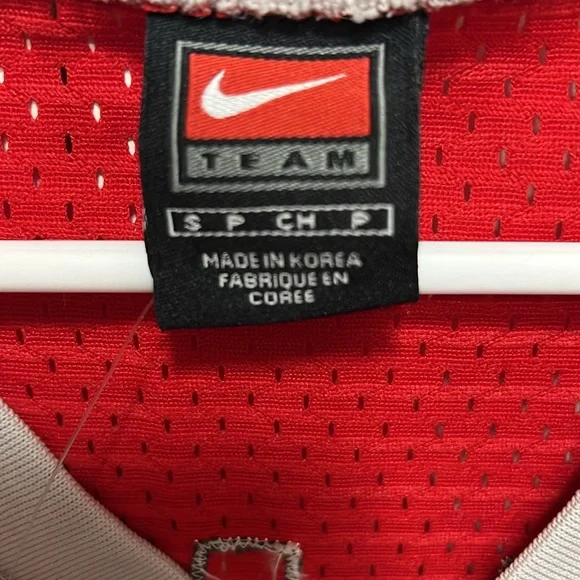 TEAM
S P CH P
MADE IN KOREA
FABRIQUE EN
COREE